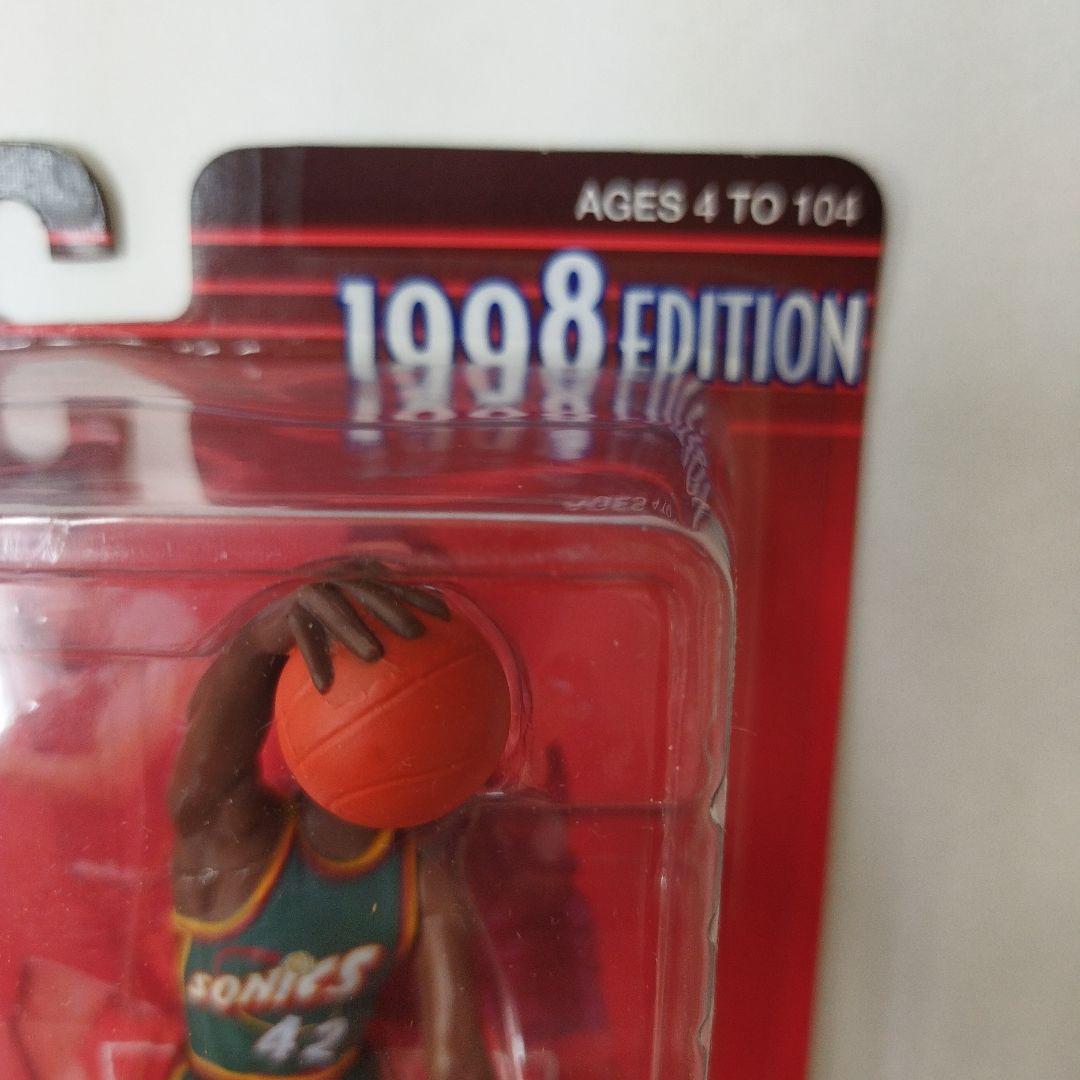 AGES 4 TO 104
1998 EDITION
SONICS
42